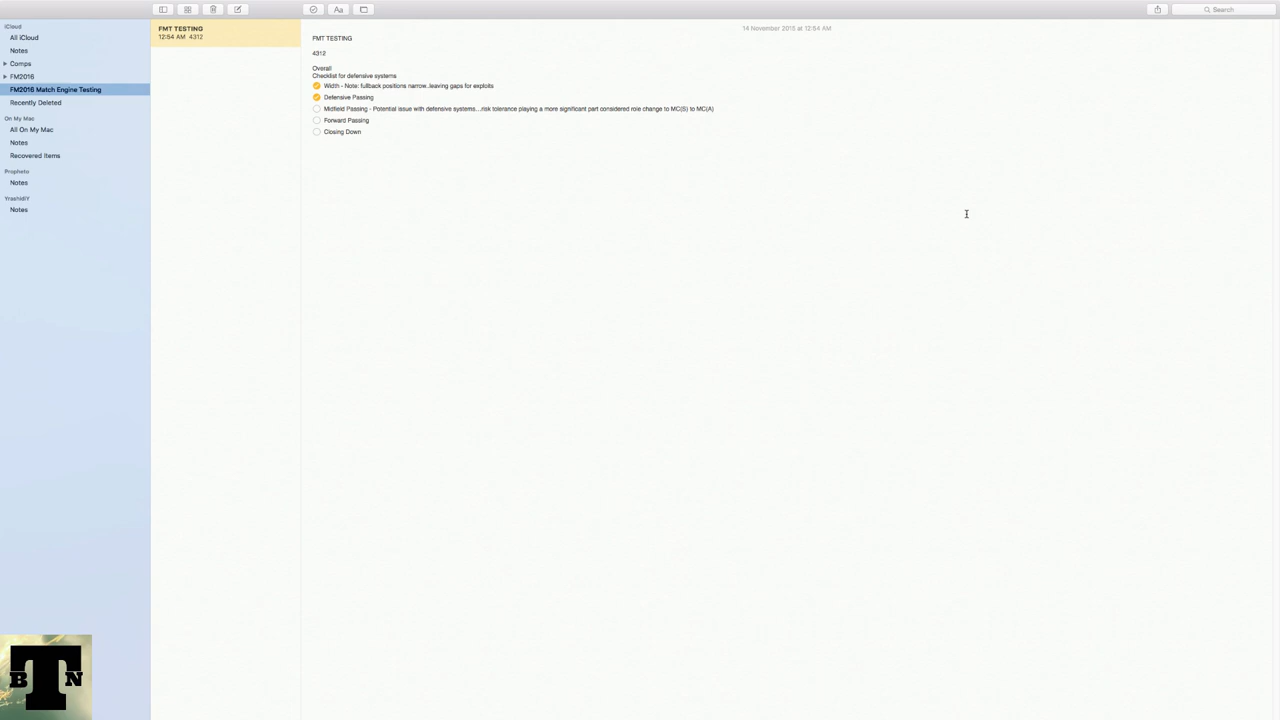 Search
iCloud
All iCloud
Notes
Comps
FM2016
FM2016 Match Engine Testing
Recently Deleted
On My Mac
All On My Mac
Notes
Recovered Items
Propheto
Notes
YrashidiY
Notes
FMT TESTING
12:54 AM 4312
14 November 2015 at 12:54 AM
FMT TESTING
4312
Overall
Checklist for defensive systems
Width - Note: fullback positions narrow..leaving gaps for exploits
Defensive Passing
Midfield Passing - Potential issue with defensive systems...risk tolerance playing a more significant part considered role change to MC(S) to MC(A)
Forward Passing
Closing Down
Aa
BTN